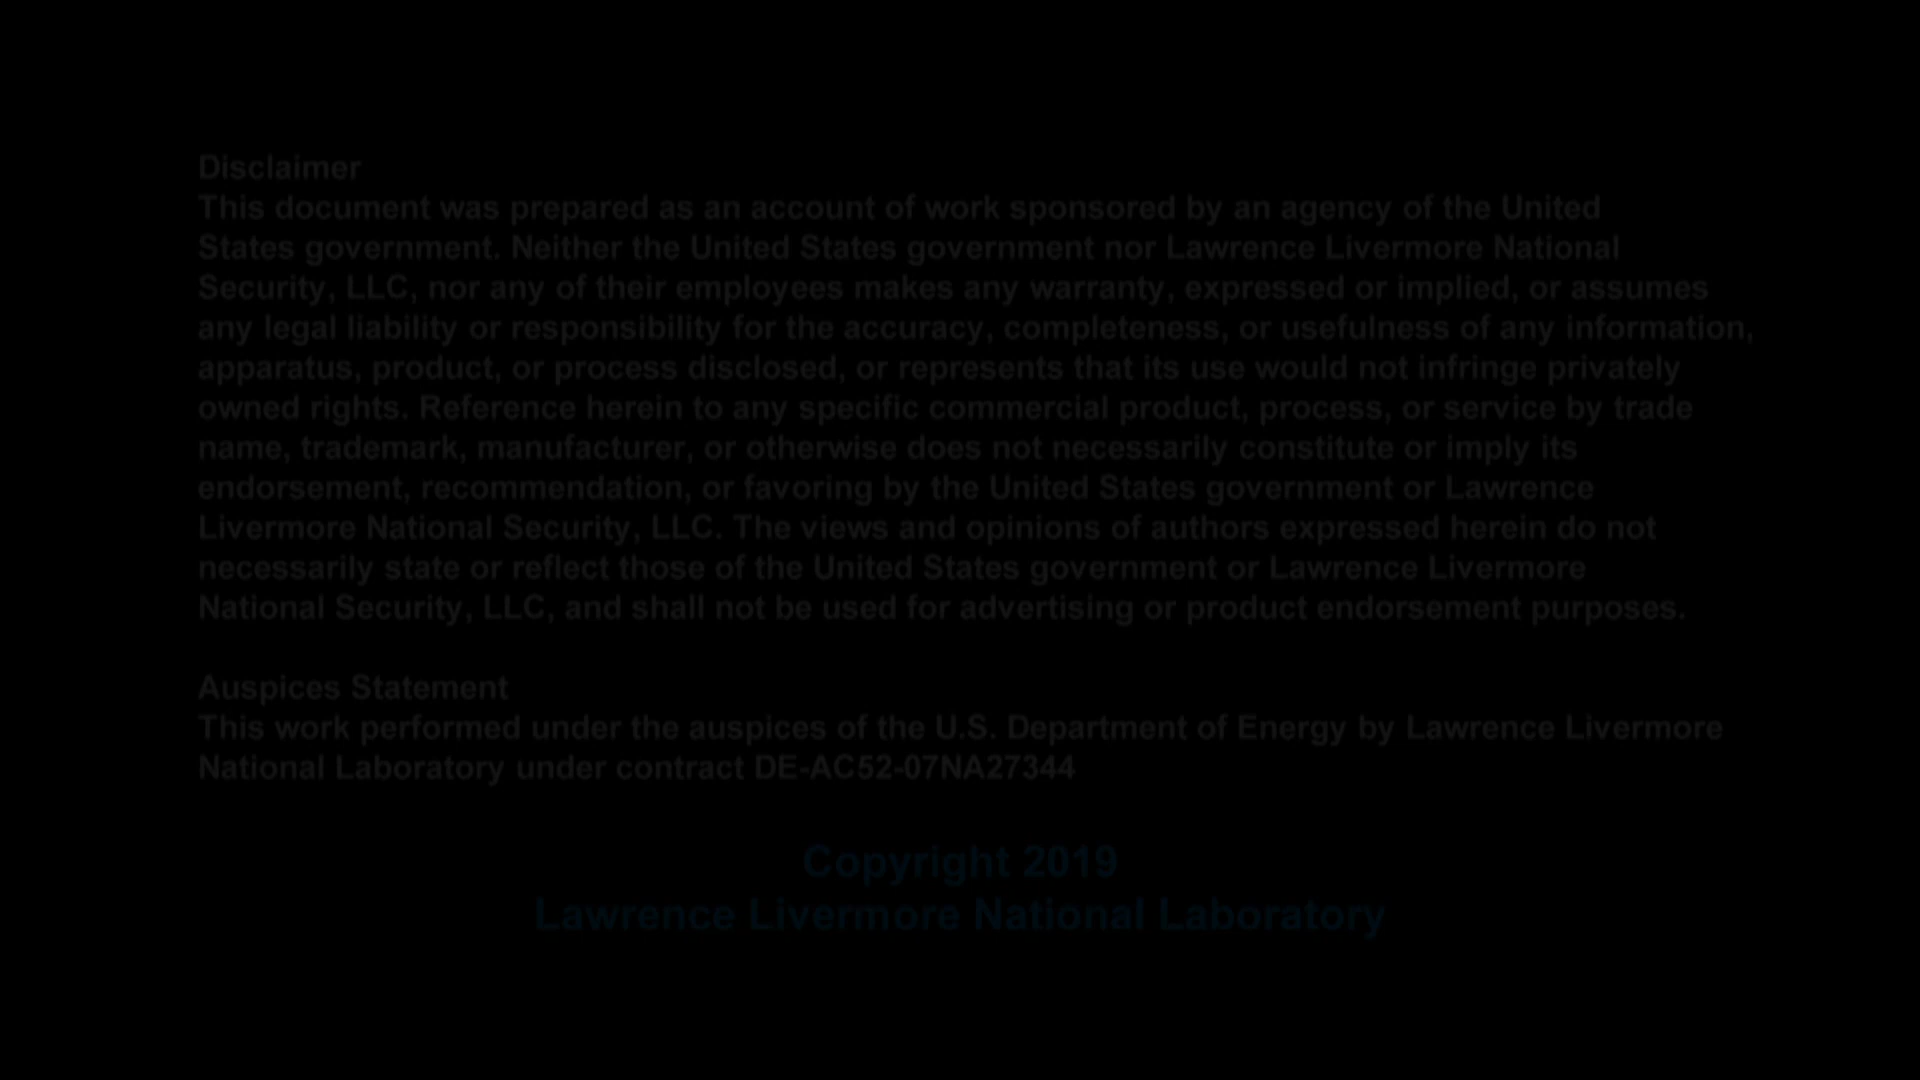 Disclaimer
This document was prepared as an account of work sponsored by an agency of the United
States government. Neither the United States government nor Lawrence Livermore National
Security, LLC, nor any of their employees makes any warranty, expressed or implied, or assumes
any legal liability or responsibility for the accuracy, completeness, or usefulness of any information,
apparatus, product, or process disclosed, or represents that its use would not infringe privately
owned rights. Reference herein to any specific commercial product, process, or service by trade
name, trademark, manufacturer, or otherwise does not necessarily constitute or imply its
endorsement, recommendation, or favoring by the United States government or Lawrence
Livermore National Security, LLC. The views and opinions of authors expressed herein do not
necessarily state or reflect those of the United States government or Lawrence Livermore
National Security, LLC, and shall not be used for advertising or product endorsement purposes.
Auspices Statement
This work performed under the auspices of the U.S. Department of Energy by Lawrence Livermore
National Laboratory under contract DE-AC52-07NA27344
Copyright 2019
Lawrence Livermore National Laboratory